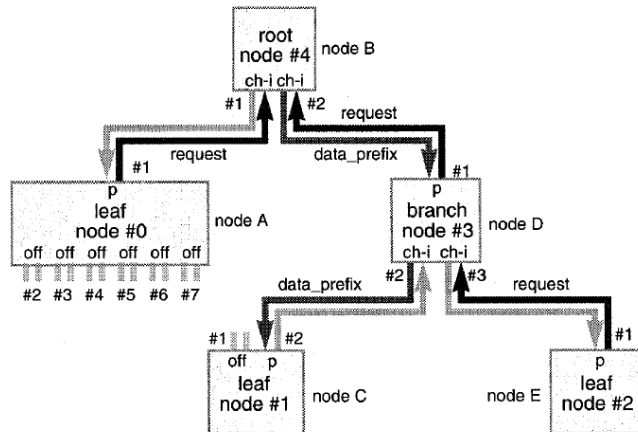 root
node #4
node B
ch-i ch-i
#1 #2
request
request
data_prefix
#1
#1
p
leaf
node #0
node A
off off off off off off
#2 #3 #4 #5 #6 #7
p
branch
node #3
node D
ch-i ch-i
#2 #3
data_prefix
request
#1 #2
#1
off p
leaf
node #1
node C
node E
p
leaf
node #2